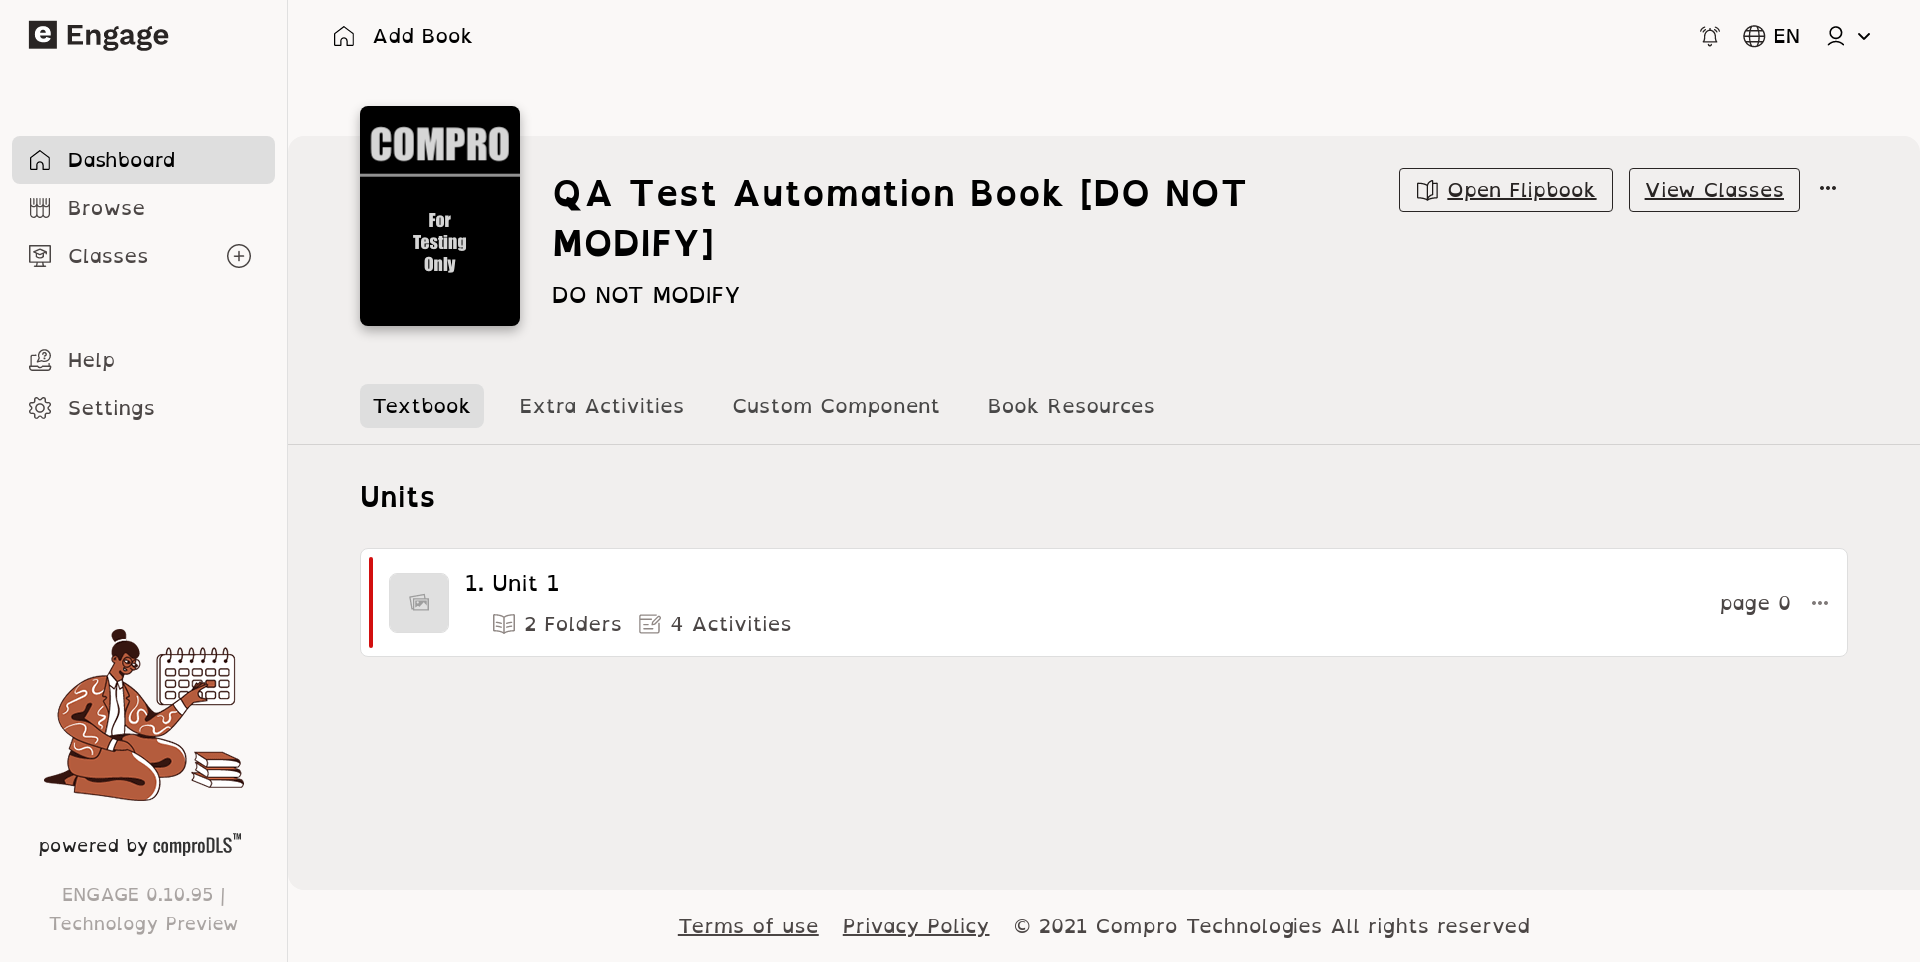 Engage
Add Book
EN
Dashboard
Browse
Classes
Help
Settings
powered by comproDLS™
ENGAGE 0.10.95 |
Technology Preview
COMPRO
For
Testing
Only
QA Test Automation Book [DO NOT
MODIFY]
DO NOT MODIFY
Open Flipbook
View Classes
Textbook
Extra Activities
Custom Component
Book Resources
Units
1. Unit 1
2 Folders
4 Activities
page 0
Terms of use
Privacy Policy
© 2021 Compro Technologies All rights reserved